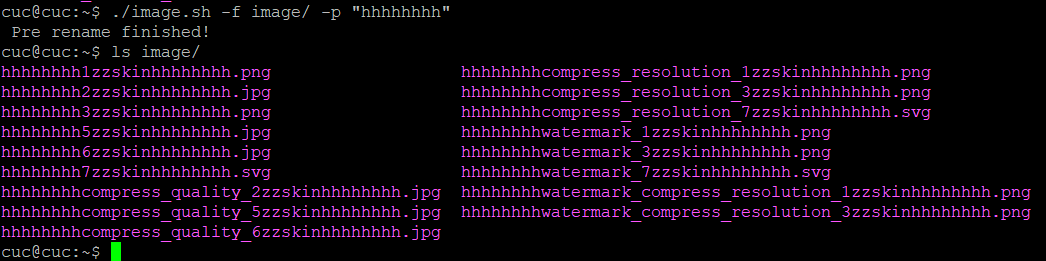 cuc@cuc:~$ ./image.sh -f image/ -p "hhhhhhhh"
Pre rename finished!
cuc@cuc:~$ ls image/
hhhhhhhh1zzskinhhhhhhhh.png hhhhhhhhcompress_resolution_1zzskinhhhhhhhh.png
hhhhhhhh2zzskinhhhhhhhh.jpg hhhhhhhhcompress_resolution_3zzskinhhhhhhhh.png
hhhhhhhh3zzskinhhhhhhhh.png hhhhhhhhcompress_resolution_7zzskinhhhhhhhh.svg
hhhhhhhh5zzskinhhhhhhhh.jpg hhhhhhhhwatermark_1zzskinhhhhhhhh.png
hhhhhhhh6zzskinhhhhhhhh.jpg hhhhhhhhwatermark_3zzskinhhhhhhhh.png
hhhhhhhh7zzskinhhhhhhhh.svg hhhhhhhhwatermark_7zzskinhhhhhhhh.svg
hhhhhhhhcompress_quality_2zzskinhhhhhhhh.jpg hhhhhhhhwatermark_compress_resolution_1zzskinhhhhhhhh.png
hhhhhhhhcompress_quality_5zzskinhhhhhhhh.jpg hhhhhhhhwatermark_compress_resolution_3zzskinhhhhhhhh.png
hhhhhhhhcompress_quality_6zzskinhhhhhhhh.jpg
cuc@cuc:~$